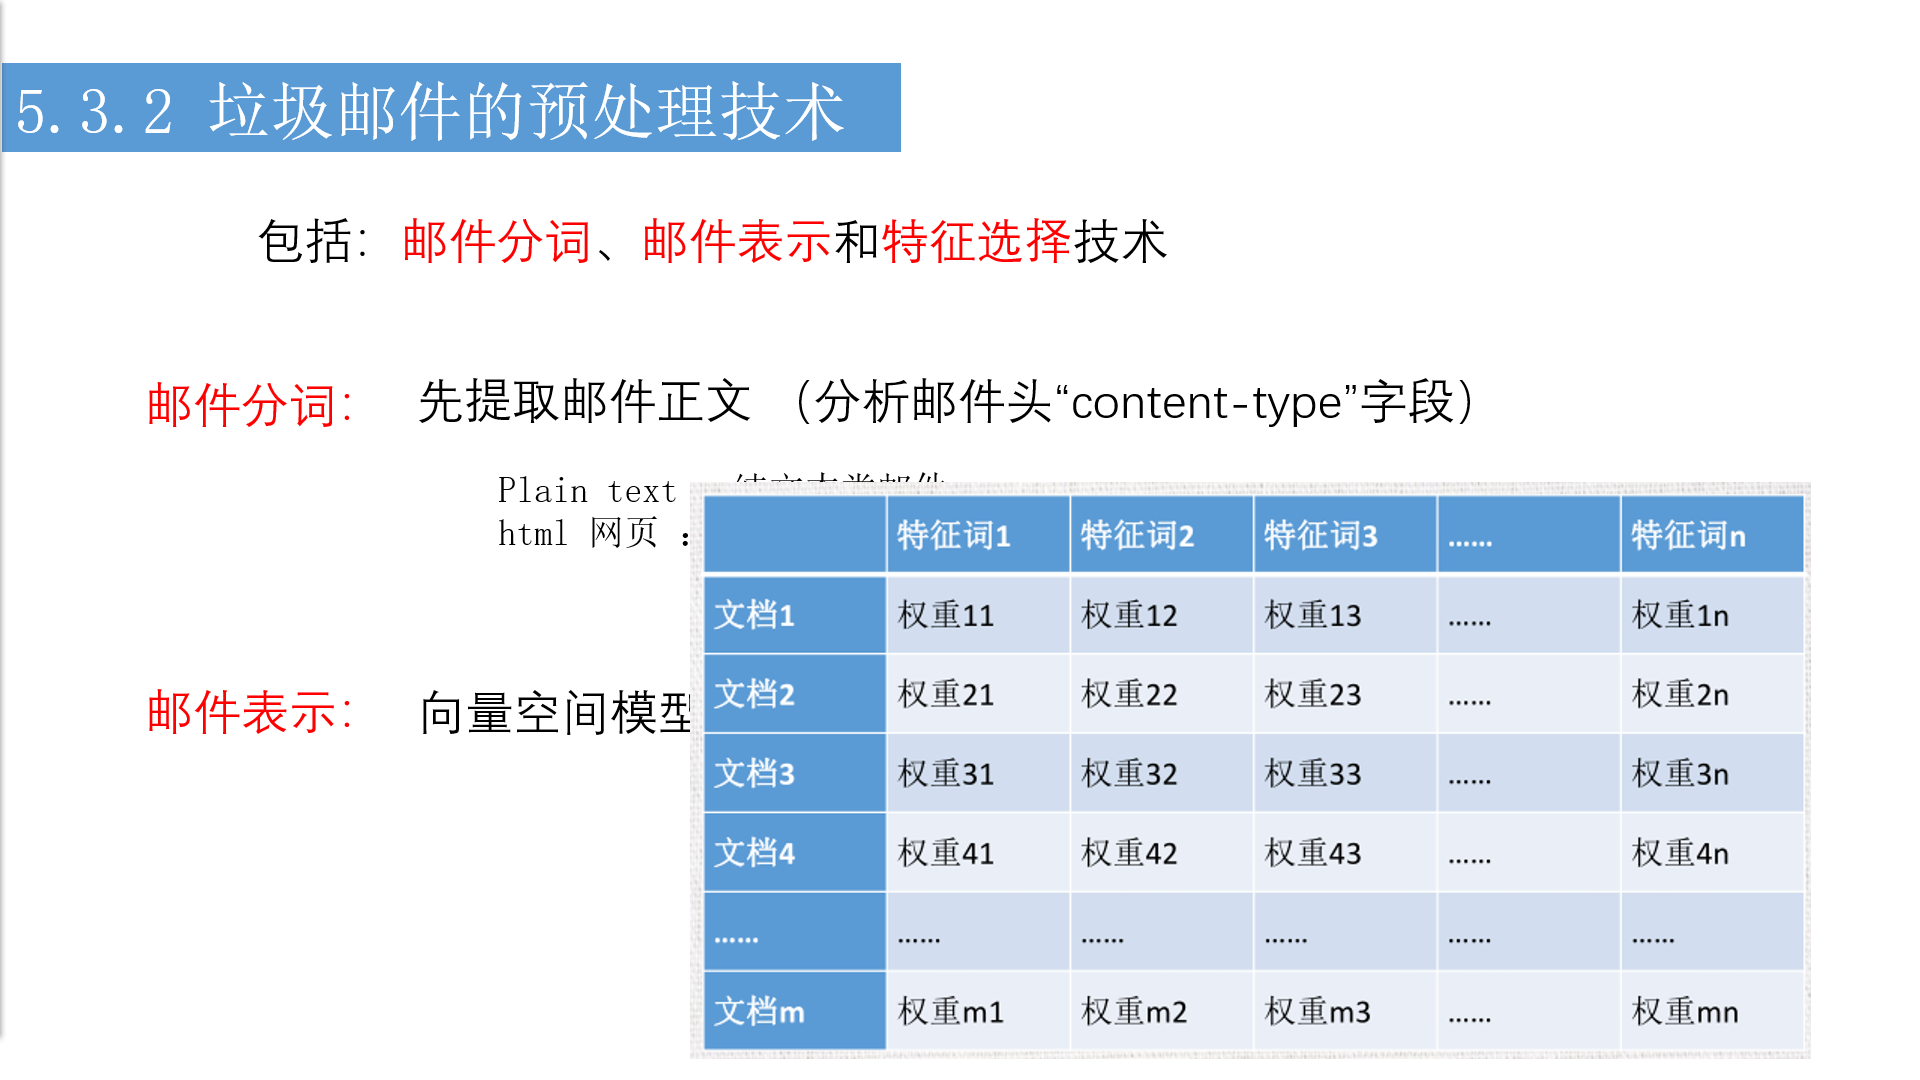 5.3.2 垃圾邮件的预处理技术
包括：邮件分词、邮件表示和特征选择技术
邮件分词： 先提取邮件正文 （分析邮件头“content-type”字段）
Plain text 纯文本类邮件
html 网页 ：
邮件表示： 向量空间模型
特征词1 特征词2 特征词3 …… 特征词n
文档1 权重11 权重12 权重13 …… 权重1n
文档2 权重21 权重22 权重23 …… 权重2n
文档3 权重31 权重32 权重33 …… 权重3n
文档4 权重41 权重42 权重43 …… 权重4n
…… …… …… …… …… ……
文档m 权重m1 权重m2 权重m3 …… 权重mn